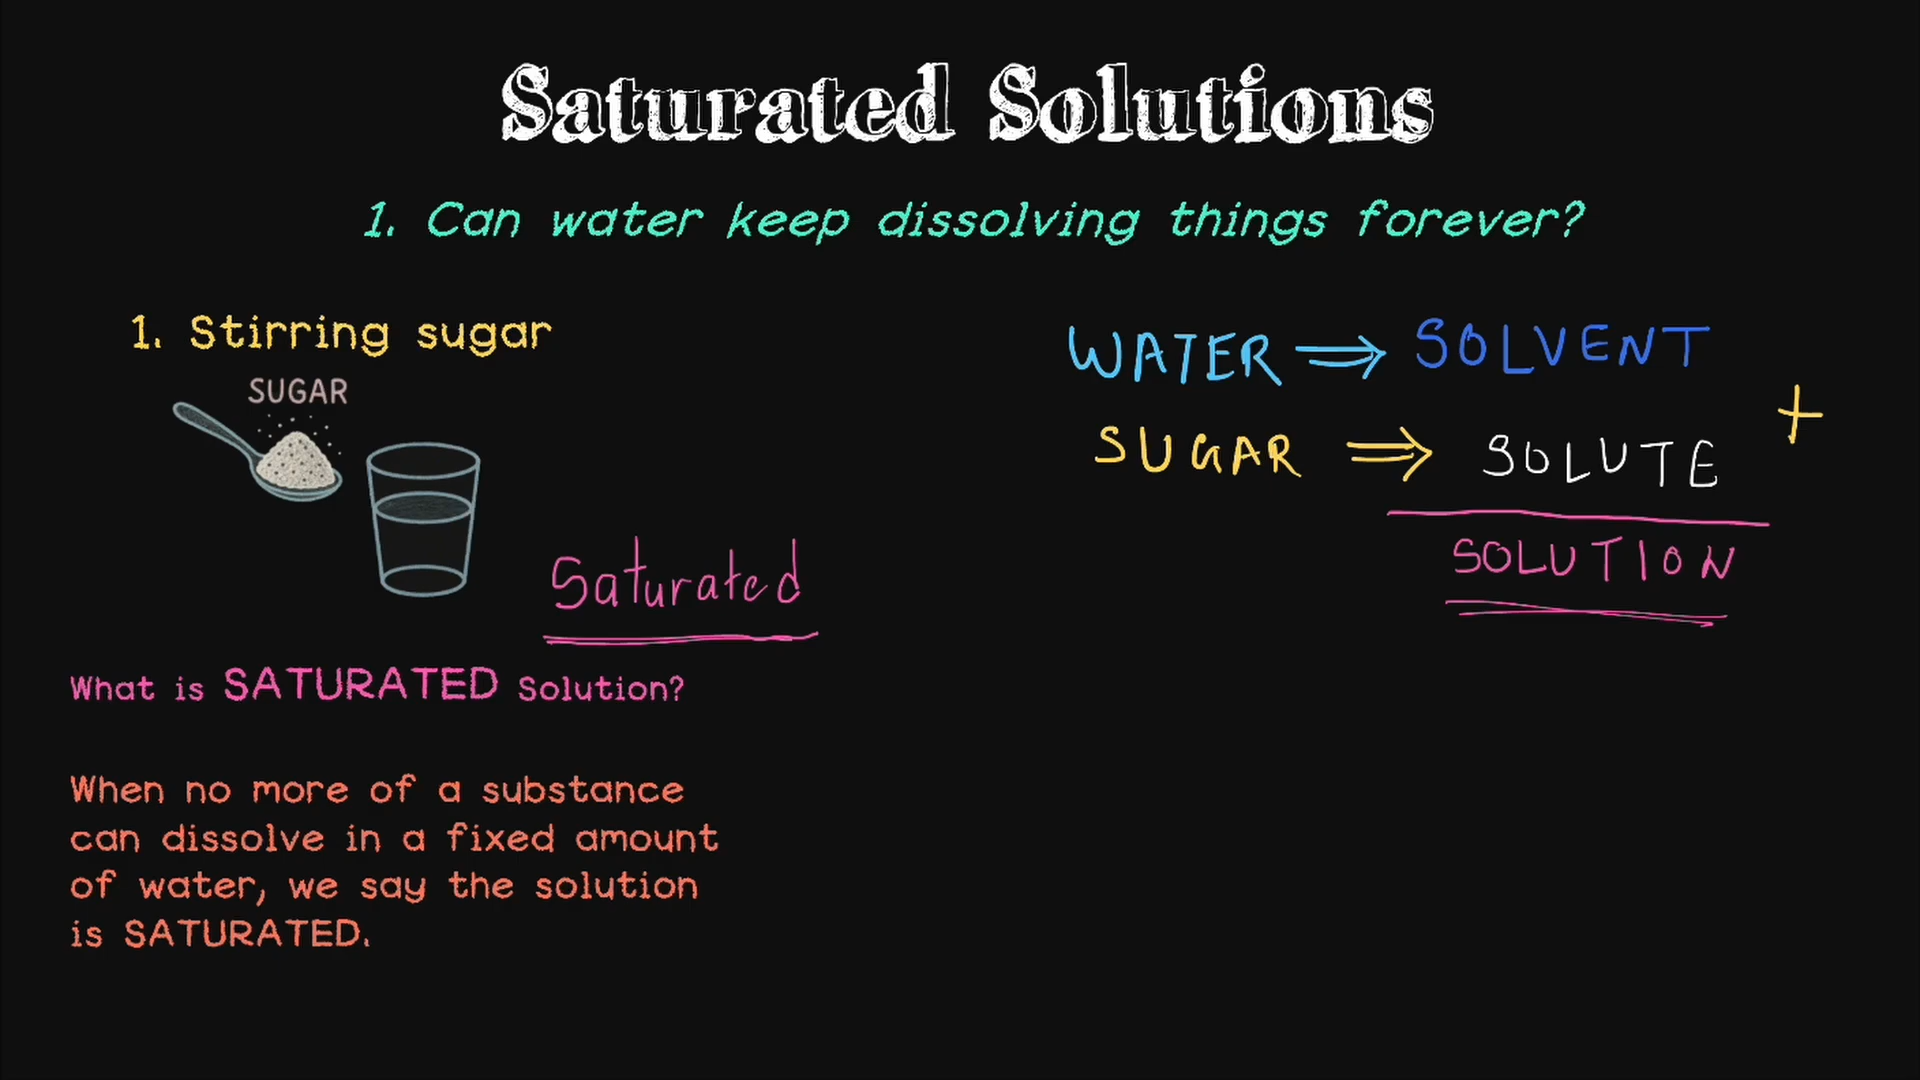 Saturated Solutions
1. Can water keep dissolving things forever?
1. Stirring sugar
SUGAR
Saturated
What is SATURATED Solution?
When no more of a substance
can dissolve in a fixed amount
of water, we say the solution
is SATURATED.
WATER ⇒ SOLVENT
+
SUGAR ⇒ SOLUTE
SOLUTION